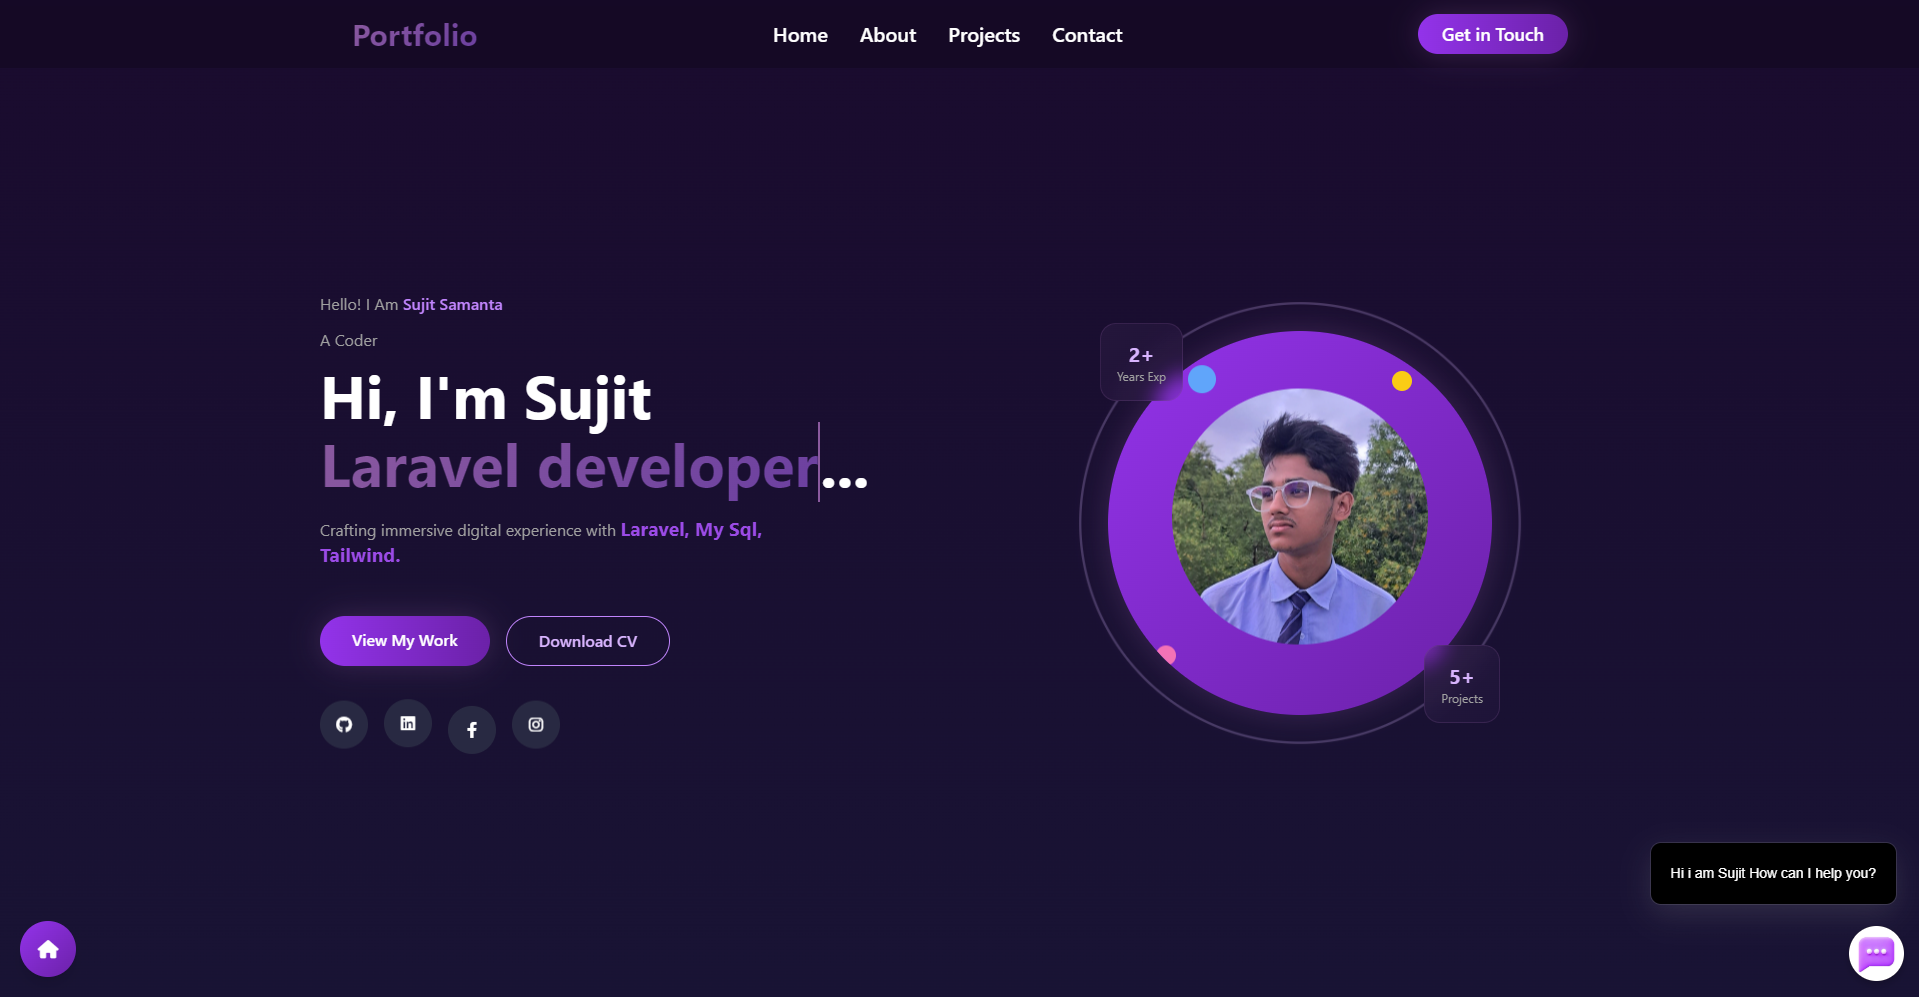 Portfolio
Home
About
Projects
Contact
Get in Touch
Hello! I Am Sujit Samanta
A Coder
Hi, I'm Sujit
Laravel developer...
Crafting immersive digital experience with Laravel, My Sql,
Tailwind.
View My Work
Download CV
2+
Years Exp
5+
Projects
Hi i am Sujit How can I help you?